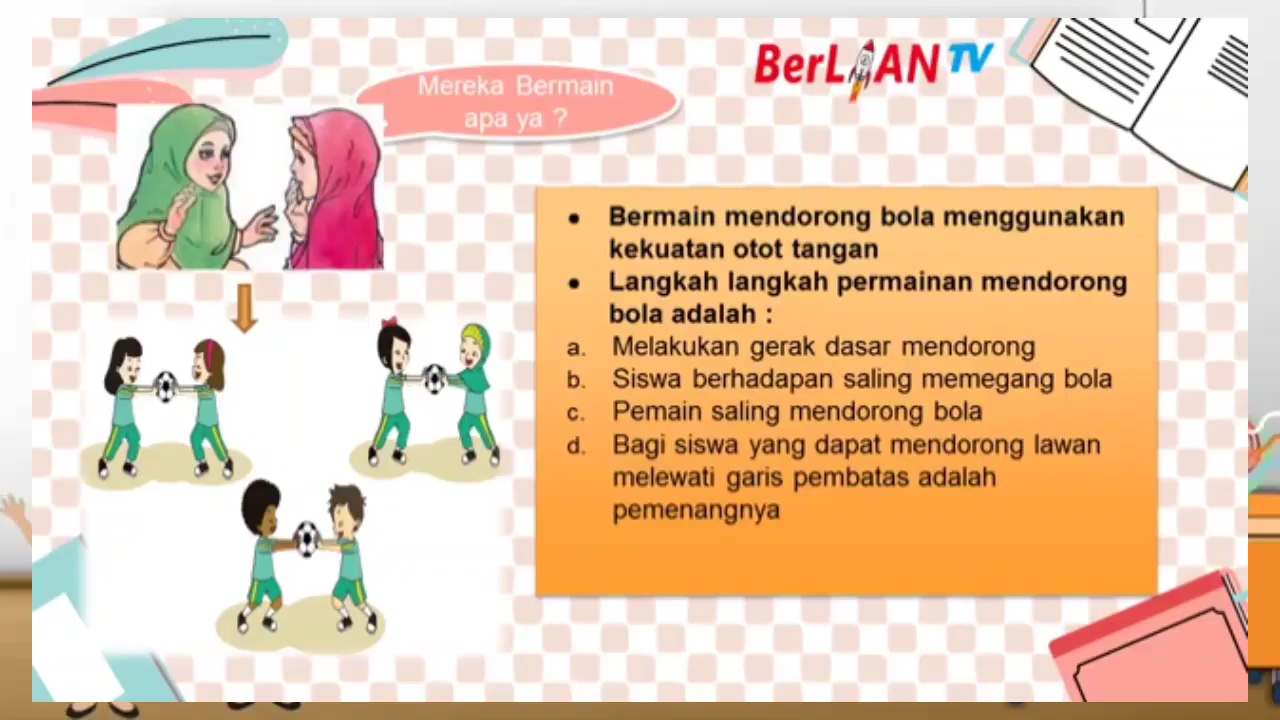 Mereka Bermain
apa ya ?
BerLIAN TV
• Bermain mendorong bola menggunakan
kekuatan otot tangan
• Langkah langkah permainan mendorong
bola adalah :
a. Melakukan gerak dasar mendorong
b. Siswa berhadapan saling memegang bola
c. Pemain saling mendorong bola
d. Bagi siswa yang dapat mendorong lawan
melewati garis pembatas adalah
pemenangnya